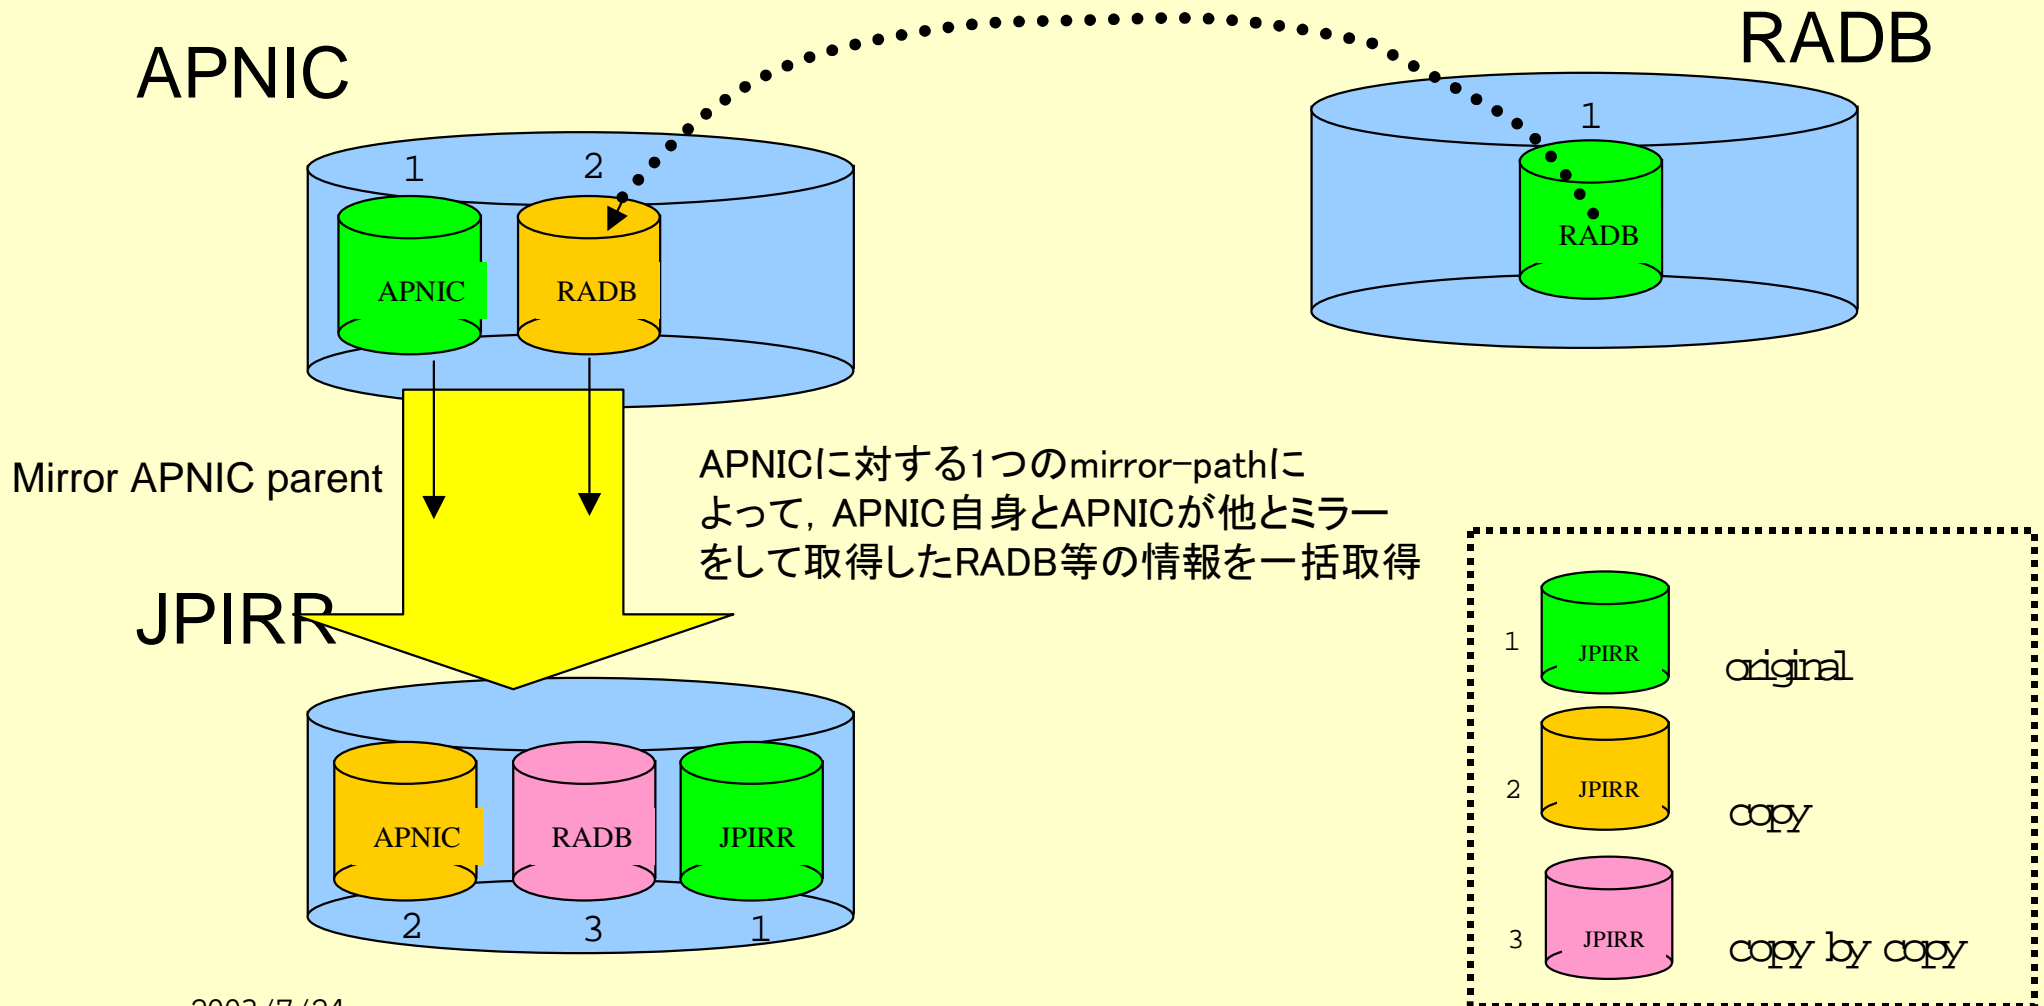 APNIC
RADB
1
2
1
APNIC
RADB
RADB
Mirror APNIC parent
APNICに対する1つのmirror-pathに
よって, APNIC自身とAPNICが他とミラー
をして取得したRADB等の情報を一括取得
JPIRR
APNIC
RADB
JPIRR
2
3
1
1
JPIRR
original
2
JPIRR
copy
3
JPIRR
copy by copy